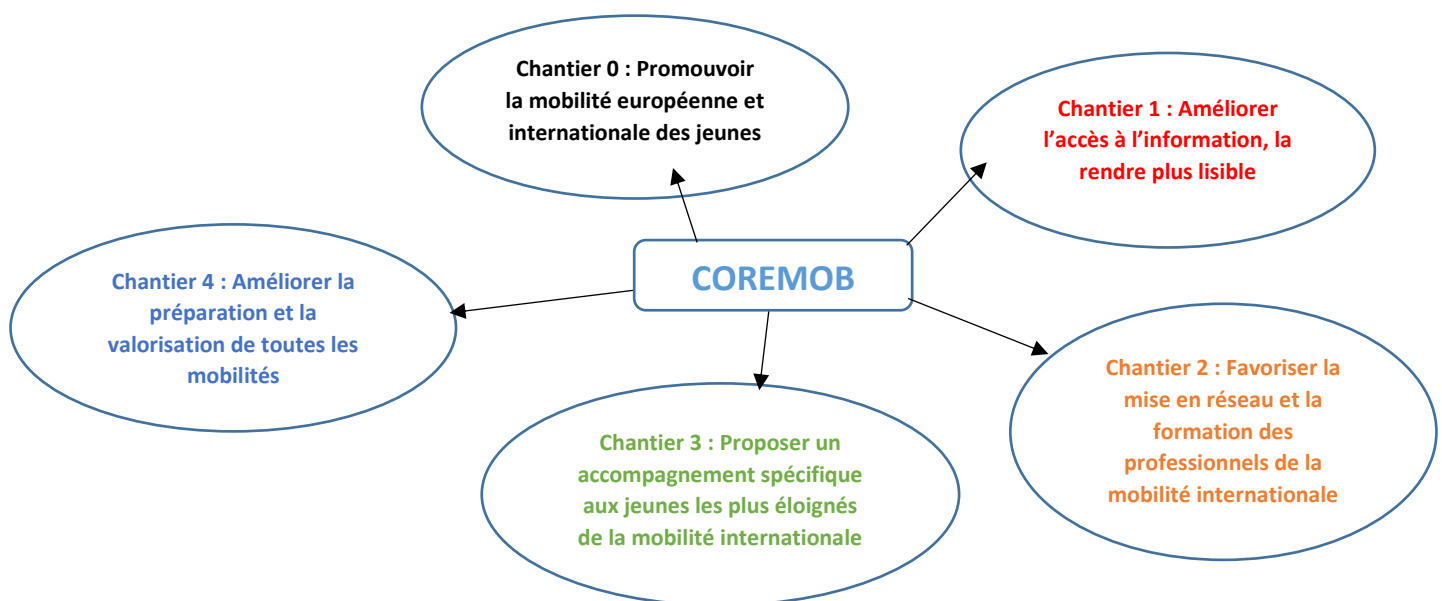 Chantier 0 : Promouvoir
la mobilité européenne et
internationale des jeunes
Chantier 1 : Améliorer
l’accès à l’information, la
rendre plus lisible
COREMOB
Chantier 4 : Améliorer la
préparation et la
valorisation de toutes les
mobilités
Chantier 2 : Favoriser la
mise en réseau et la
formation des
professionnels de la
mobilité internationale
Chantier 3 : Proposer un
accompagnement spécifique
aux jeunes les plus éloignés
de la mobilité internationale